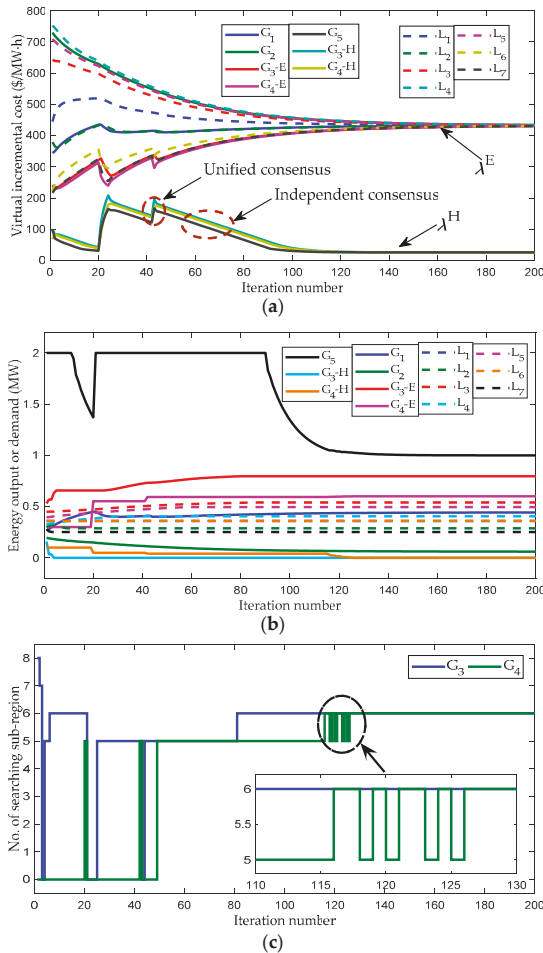 800
700
600
500
400
300
200
100
0
Virtual incremental cost ($/MW·h)
G1
G2
G3-E
G4-E
G5
G3-H
G4-H
L1
L2
L3
L4
L5
L6
L7
Unified consensus
Independent consensus
λE
λH
0 20 40 60 80 100 120 140 160 180 200
Iteration number
(a)
2
1.5
1
0.5
0
Energy output or demand (MW)
G5
G3-H
G4-H
G1
G2
G3-E
G4-E
L1
L2
L3
L4
L5
L6
L7
0 20 40 60 80 100 120 140 160 180 200
Iteration number
(b)
8
7
6
5
4
3
2
1
0
No. of searching sub-region
G3 G4
6
5.5
5
110 115 120 125 130
0 20 40 60 80 100 120 140 160 180 200
Iteration number
(c)